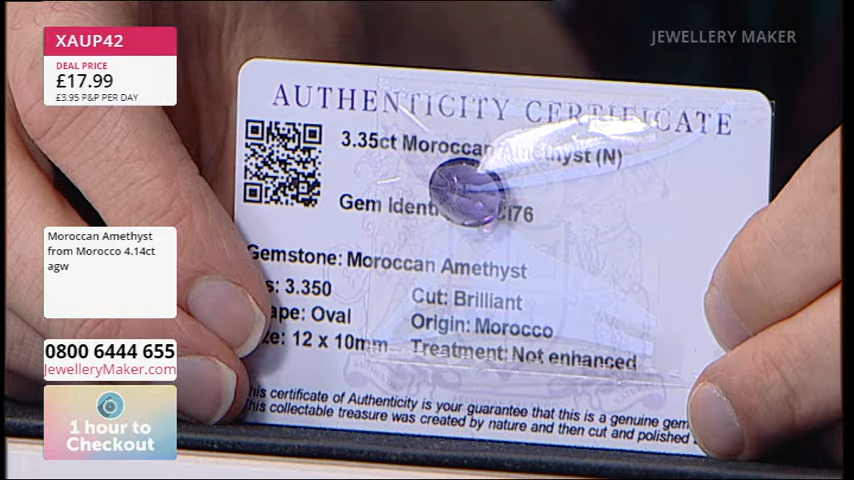 XAUP42
DEAL PRICE
£17.99
£3.95 P&P PER DAY
JEWELLERY MAKER
AUTHENTICITY CERTIFICATE
3.35ct Moroccan Amethyst (N)
Gem Identi 76
Gemstone: Moroccan Amethyst
s: 3.350
Cut: Brilliant
ape: Oval
Origin: Morocco
ze: 12 x 10mm
Treatment: Not enhanced
his certificate of Authenticity is your guarantee that this is a genuine gem
his collectable treasure was created by nature and then cut and polished
Moroccan Amethyst
from Morocco 4.14ct
agw
0800 6444 655
JewelleryMaker.com
1 hour to
Checkout